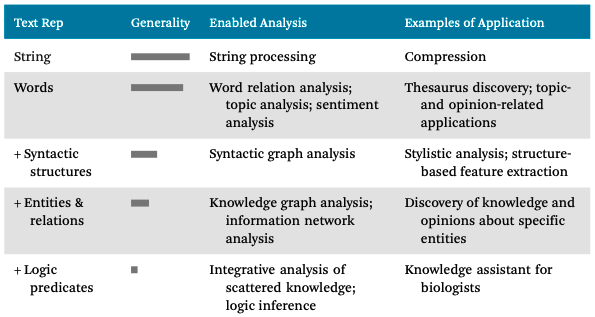 Text Rep Generality Enabled Analysis Examples of Application
String String processing Compression
Words Word relation analysis; Thesaurus discovery; topic-
topic analysis; sentiment and opinion-related
analysis applications
+ Syntactic Syntactic graph analysis Stylistic analysis; structure-
structures based feature extraction
+ Entities & Knowledge graph analysis; Discovery of knowledge and
relations information network opinions about specific
analysis entities
+ Logic Integrative analysis of Knowledge assistant for
predicates scattered knowledge; biologists
logic inference